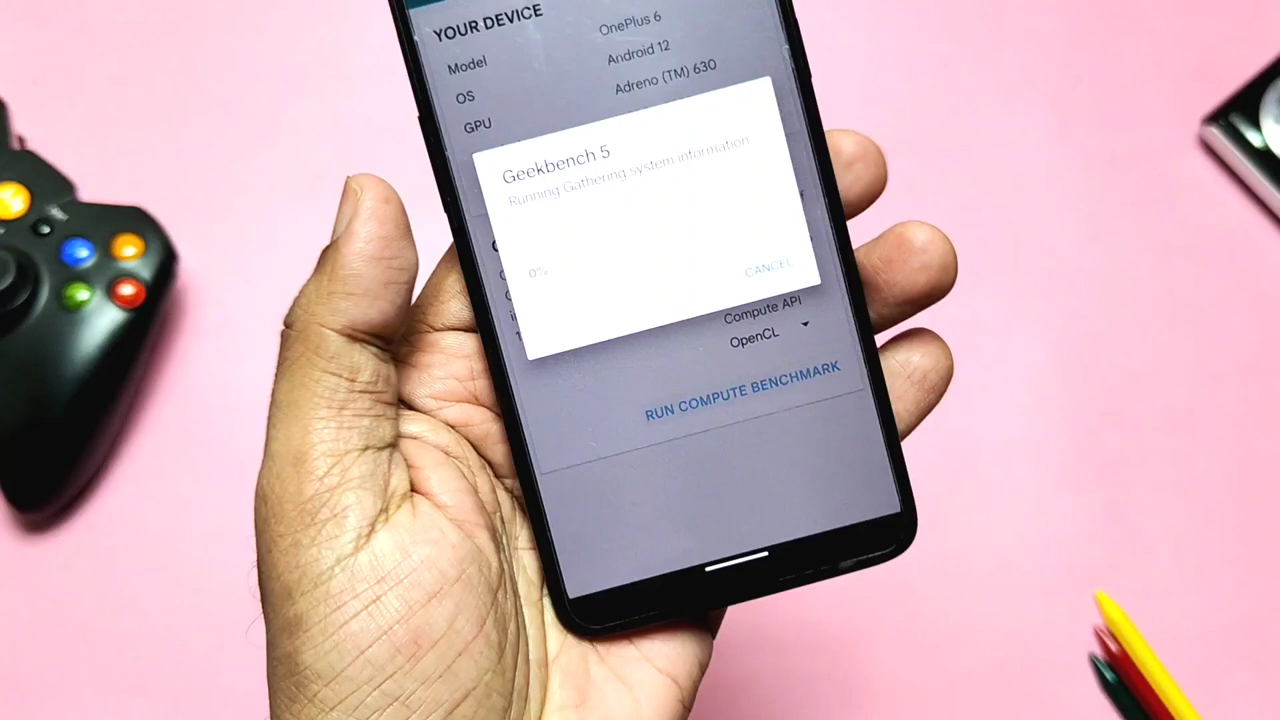 YOUR DEVICE
Model
OnePlus 6
OS
Android 12
GPU
Adreno (TM) 630
Geekbench 5
Running Gathering system information
0%
CANCEL
Compute API
OpenCL
RUN COMPUTE BENCHMARK